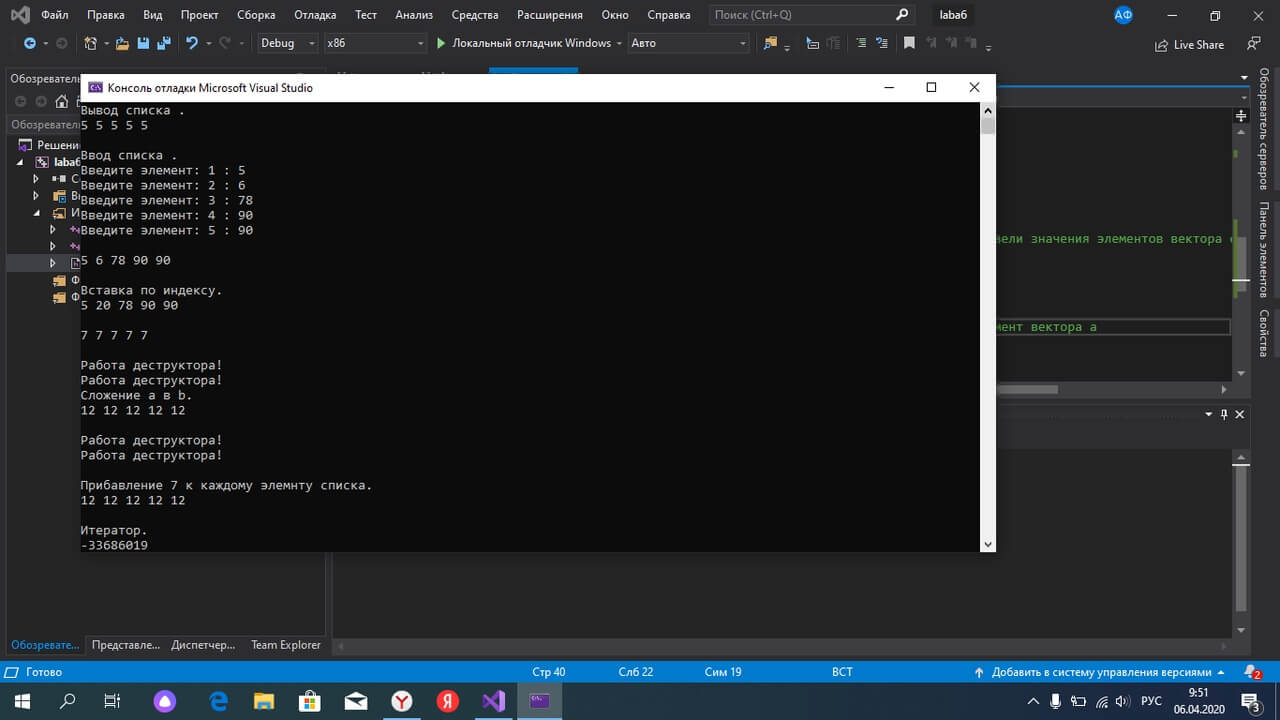 Файл Вид Проект Сборка Отладка Тест Анализ Средства Расширения Окно Справка Поиск (Ctrl+Q) laba6 АФ
Правка
Debug x86 Локальный отладчик Windows Авто Live Share
Консоль отладки Microsoft Visual Studio
Вывод списка .
5 5 5 5 5
Ввод списка .
Введите элемент: 1 : 5
Введите элемент: 2 : 6
Введите элемент: 3 : 78
Введите элемент: 4 : 90
Введите элемент: 5 : 90
5 6 78 90 90
Вставка по индексу.
5 20 78 90 90
7 7 7 7 7
Работа деструктора!
Работа деструктора!
Сложение a в b.
12 12 12 12 12
Работа деструктора!
Работа деструктора!
Прибавление 7 к каждому элемнту списка.
12 12 12 12 12
Итератор.
-33686019
Решени
laba6
значения элементов вектора
вектора a
Обозреватель серверов
Панель элементов
Свойства
Обозревате... Представле... Диспетчер... Team Explorer
Готово Стр 40 Слб 22 Сим 19 ВСТ Добавить в систему управления версиями 2
РУС 9:51
06.04.2020 3